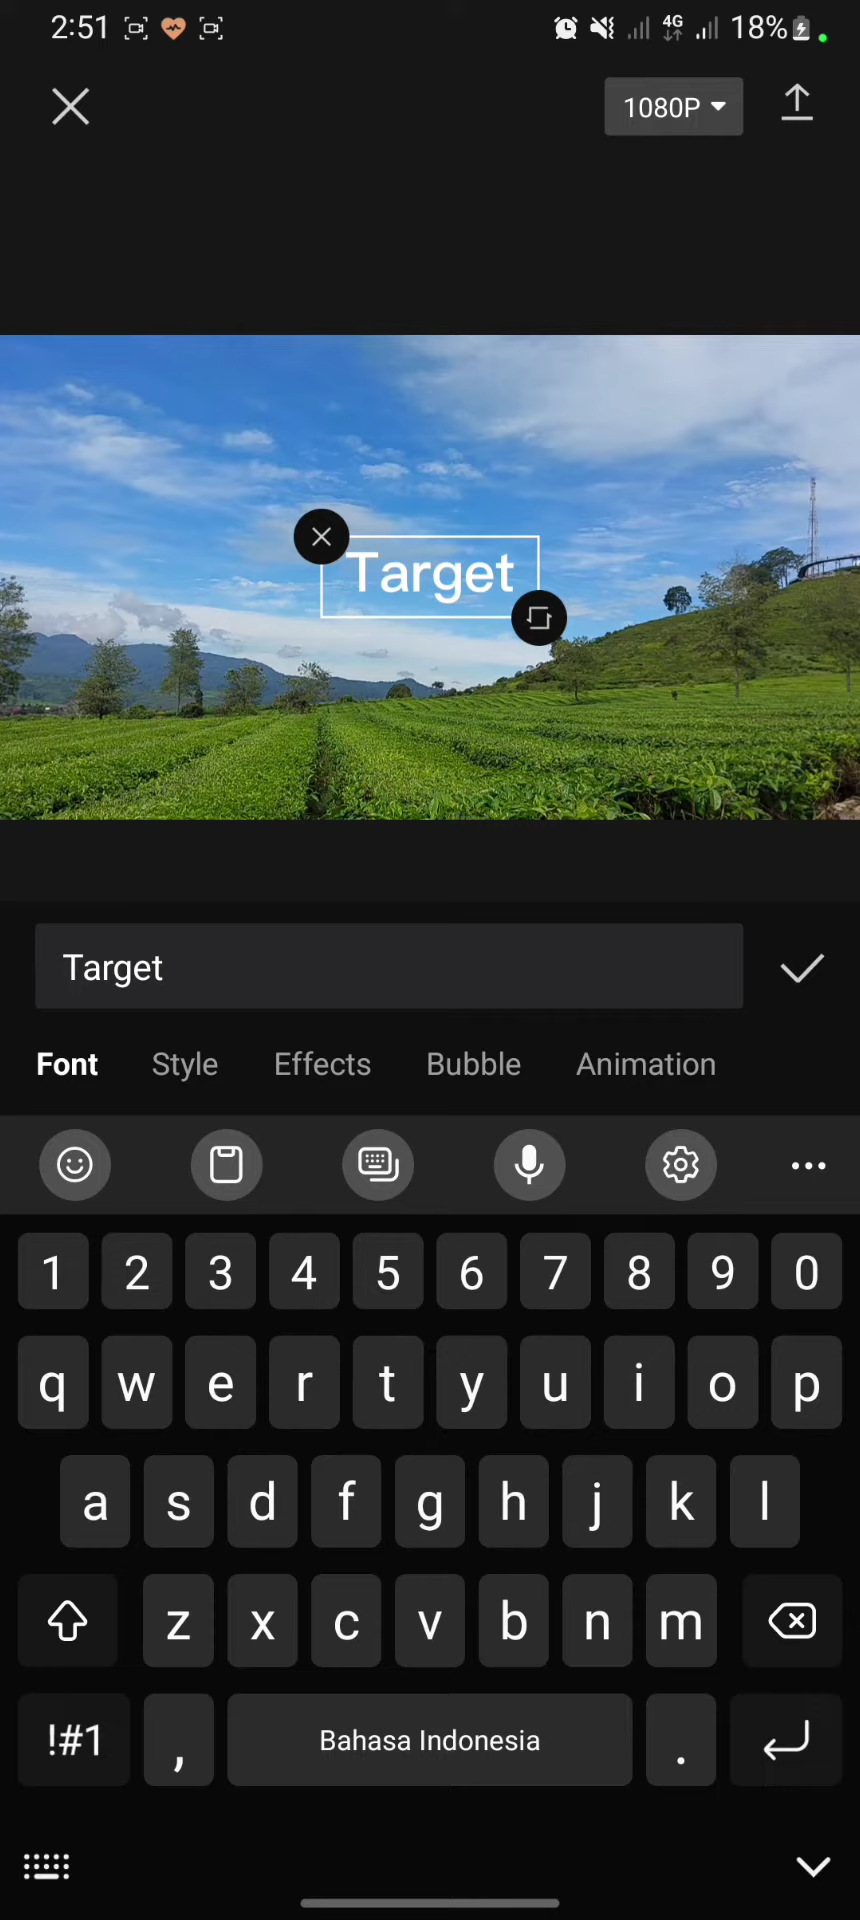 2:51 4G 18%
1080P
Target
Target
Font Style Effects Bubble Animation
1 2 3 4 5 6 7 8 9 0
q w e r t y u i o p
a s d f g h j k l
z x c v b n m
!#1 , Bahasa Indonesia .